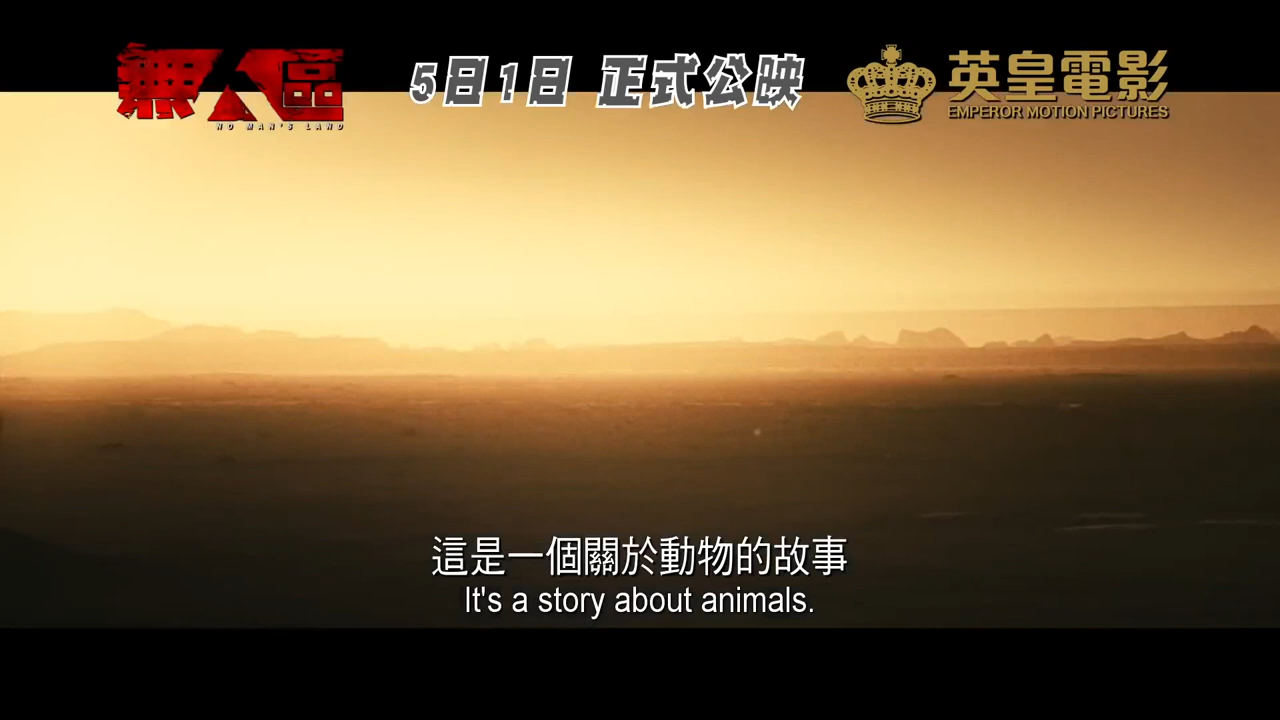 無人區
NO MAN'S LAND
5日1日 正式公映
英皇電影
EMPEROR MOTION PICTURES
這是一個關於動物的故事
It's a story about animals.